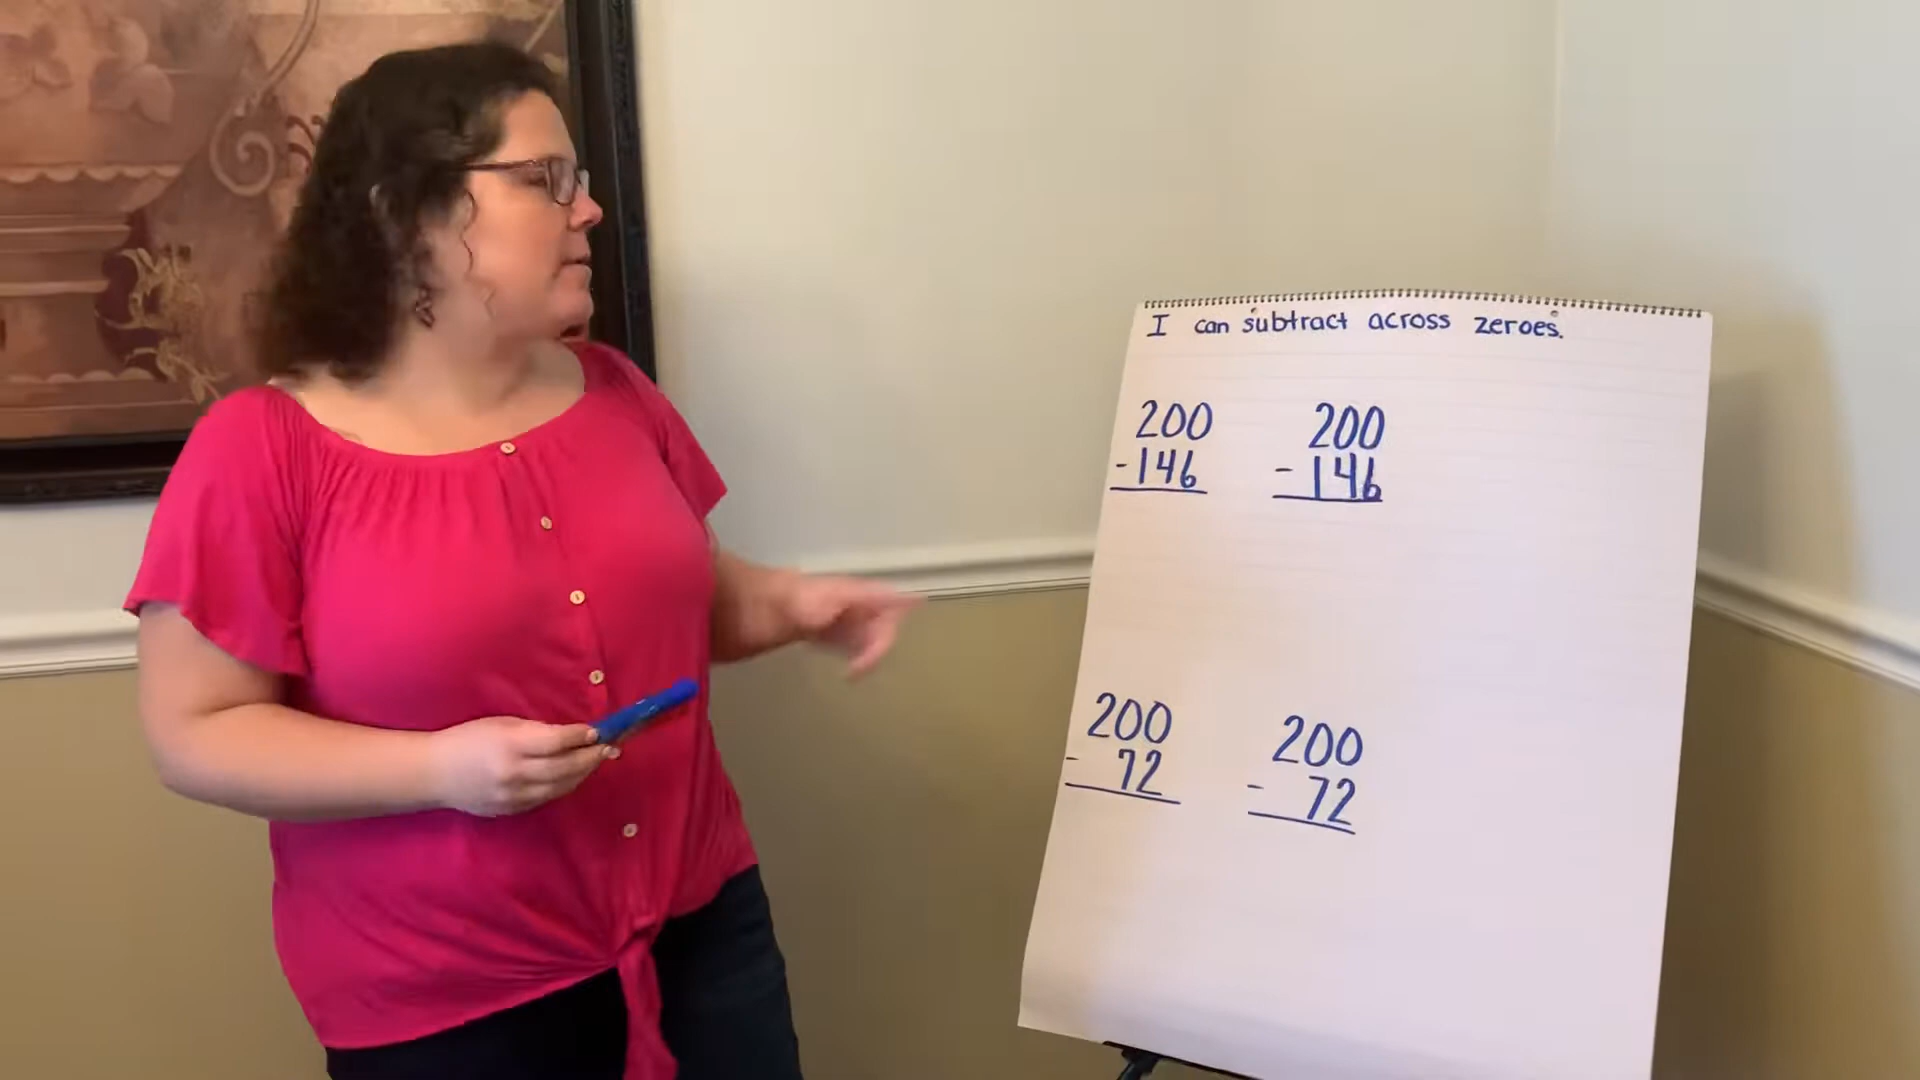 I can subtract across zeroes.
200 200
-146 - 146
200 200
- 72 - 72